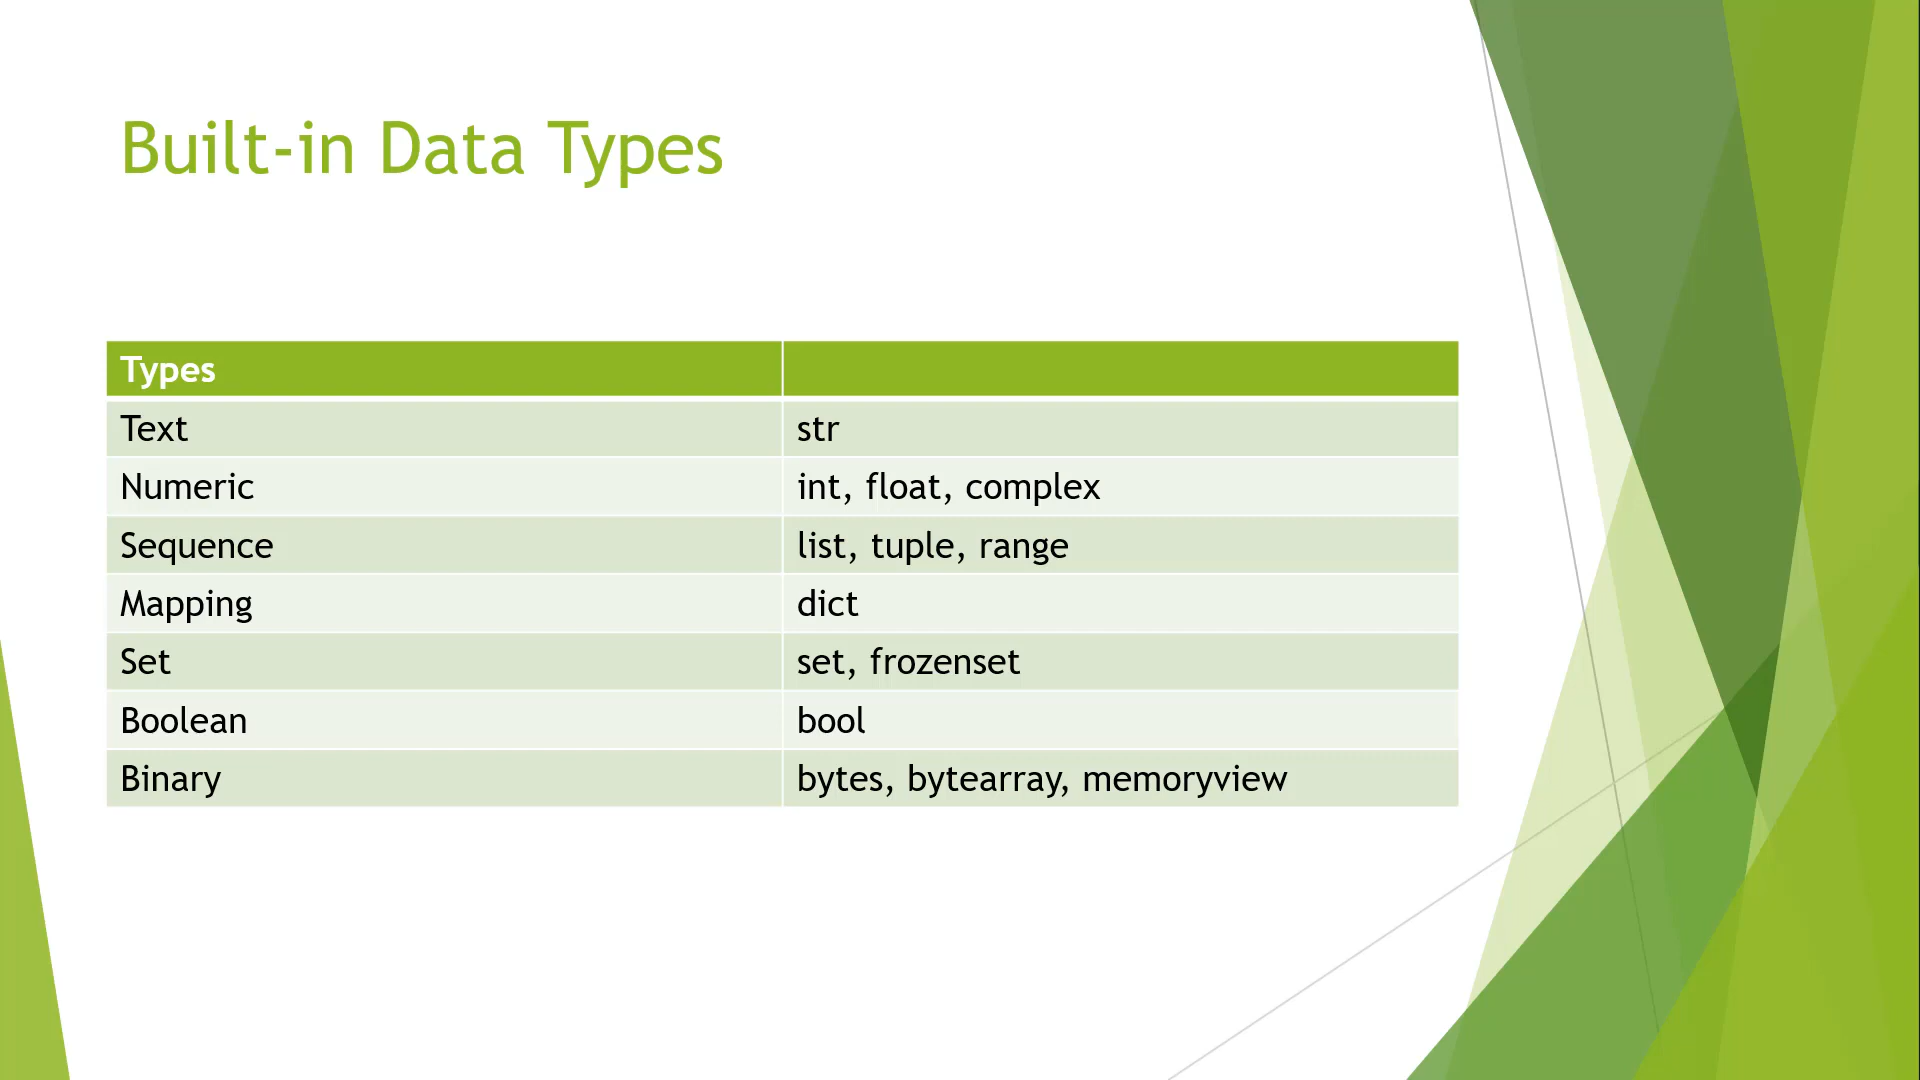 Built-in Data Types
Types
Text str
Numeric int, float, complex
Sequence list, tuple, range
Mapping dict
Set set, frozenset
Boolean bool
Binary bytes, bytearray, memoryview